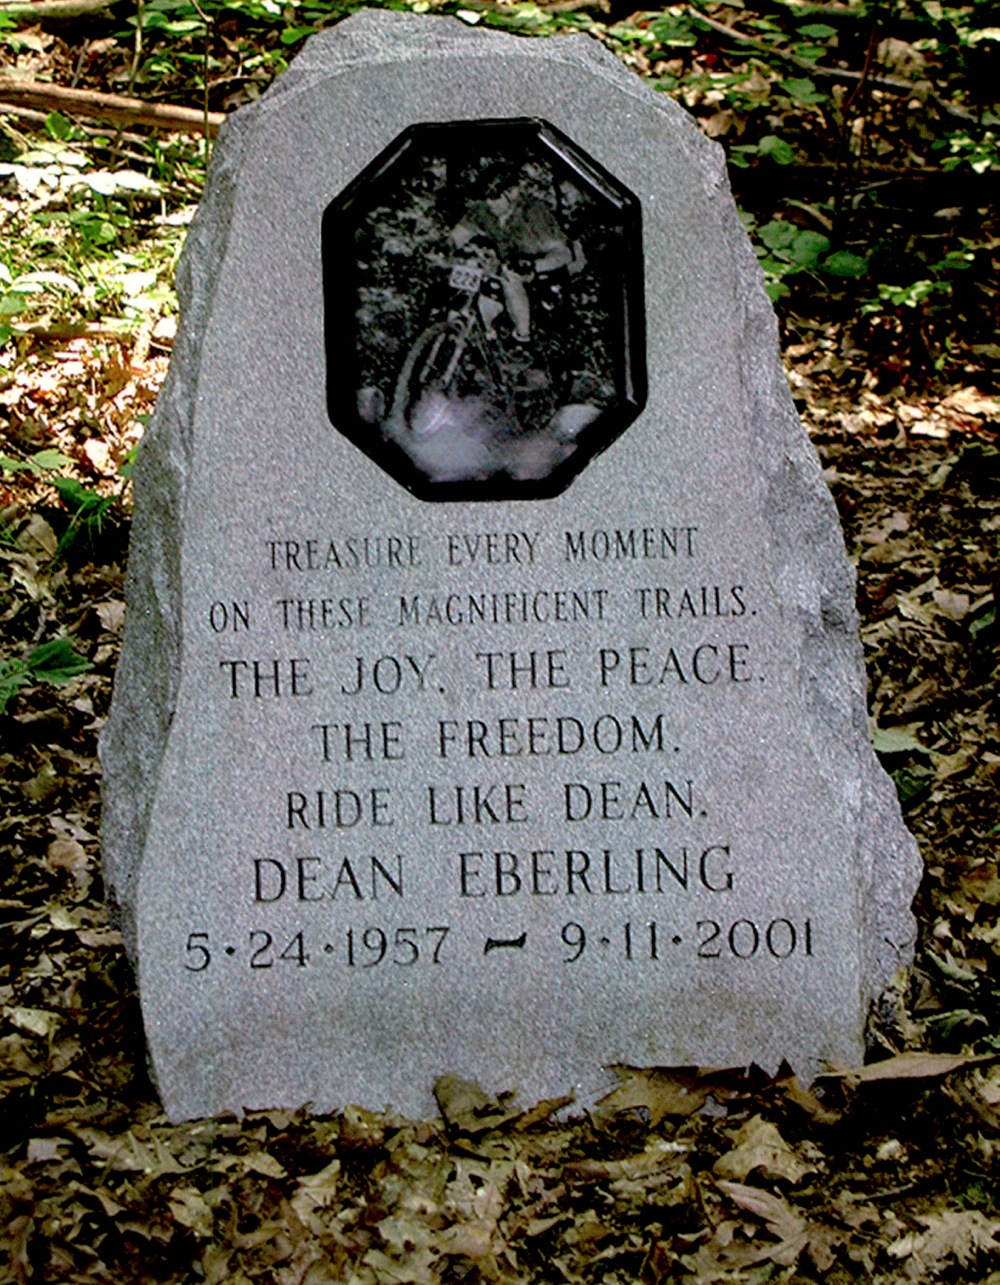 TREASURE EVERY MOMENT
ON THESE MAGNIFICENT TRAILS.
THE JOY. THE PEACE.
THE FREEDOM.
RIDE LIKE DEAN.
DEAN EBERLING
5·24·1957 ~ 9·11·2001